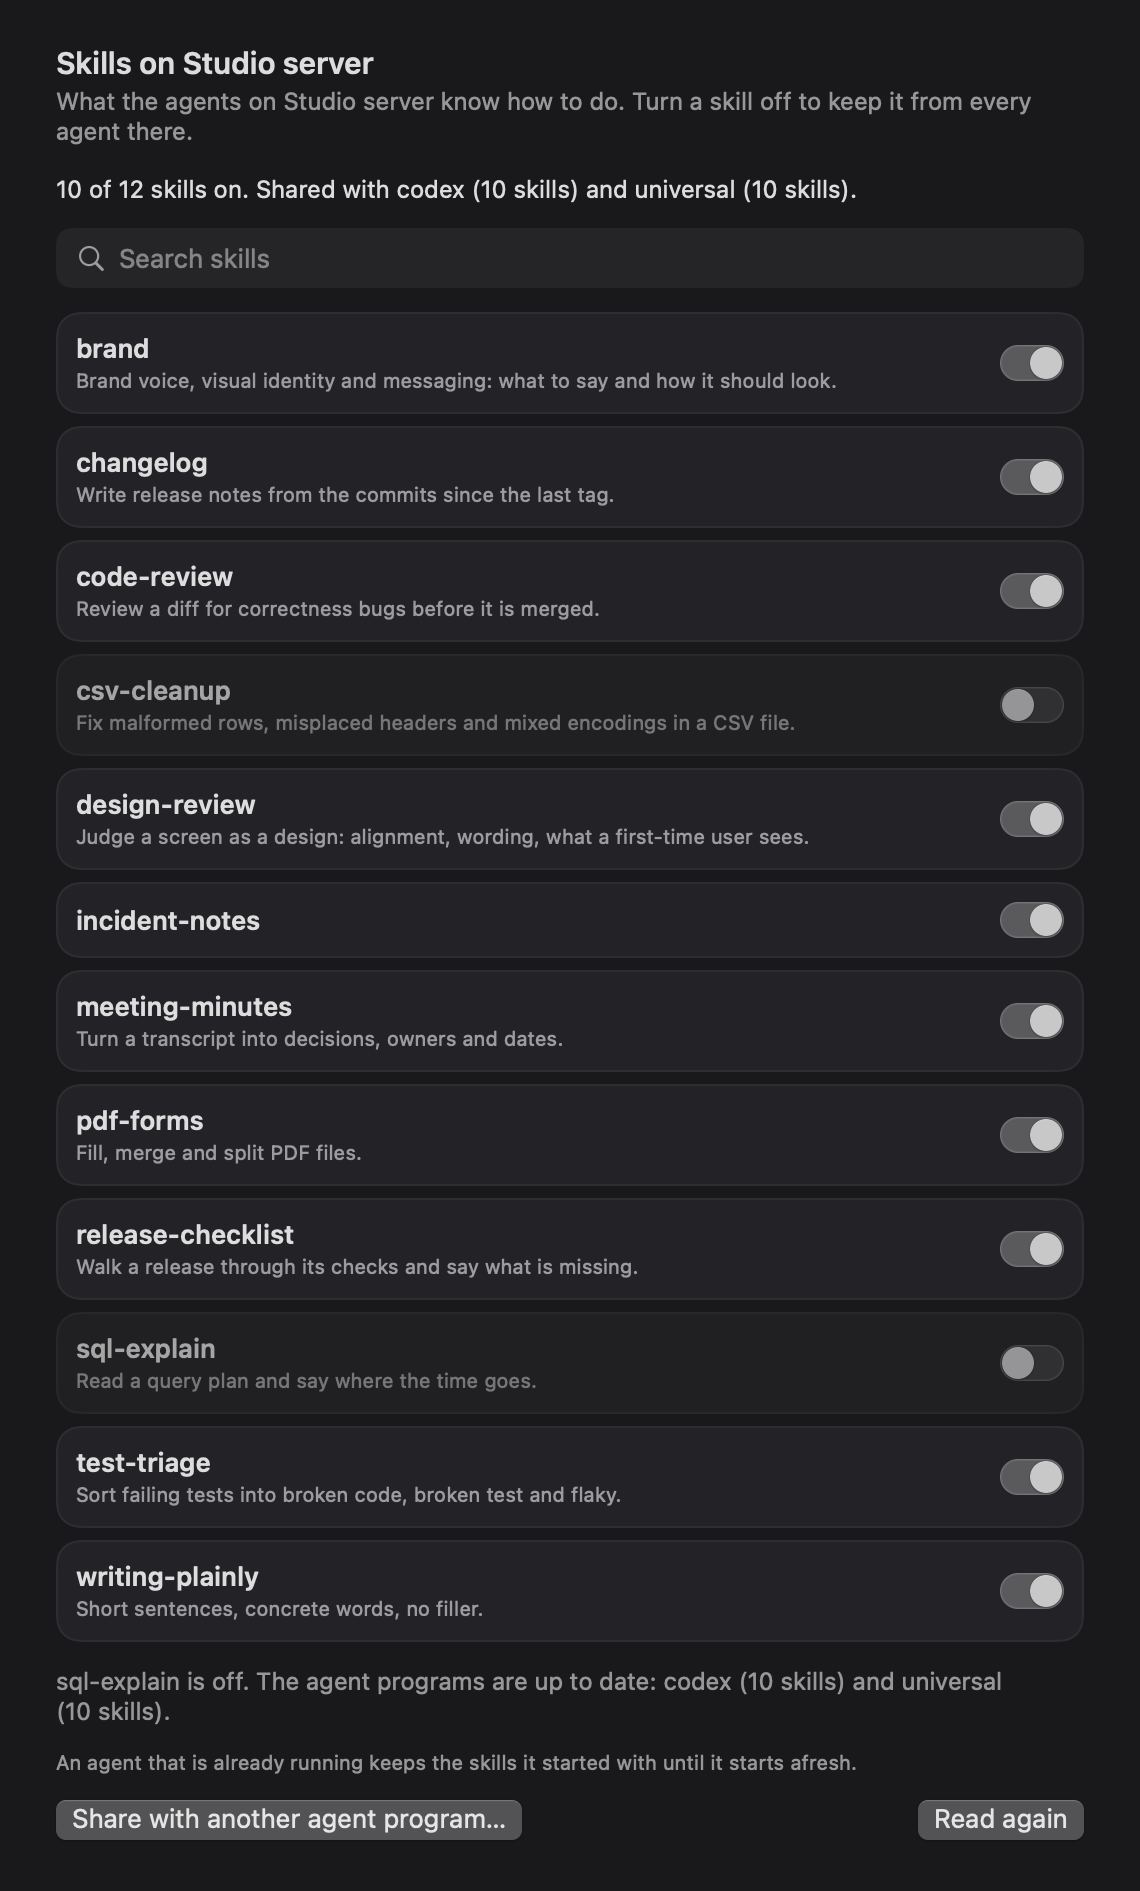 Skills on Studio server
What the agents on Studio server know how to do. Turn a skill off to keep it from every
agent there.
10 of 12 skills on. Shared with codex (10 skills) and universal (10 skills).
Search skills
brand
Brand voice, visual identity and messaging: what to say and how it should look.
changelog
Write release notes from the commits since the last tag.
code-review
Review a diff for correctness bugs before it is merged.
csv-cleanup
Fix malformed rows, misplaced headers and mixed encodings in a CSV file.
design-review
Judge a screen as a design: alignment, wording, what a first-time user sees.
incident-notes
meeting-minutes
Turn a transcript into decisions, owners and dates.
pdf-forms
Fill, merge and split PDF files.
release-checklist
Walk a release through its checks and say what is missing.
sql-explain
Read a query plan and say where the time goes.
test-triage
Sort failing tests into broken code, broken test and flaky.
writing-plainly
Short sentences, concrete words, no filler.
sql-explain is off. The agent programs are up to date: codex (10 skills) and universal
(10 skills).
An agent that is already running keeps the skills it started with until it starts afresh.
Share with another agent program...
Read again